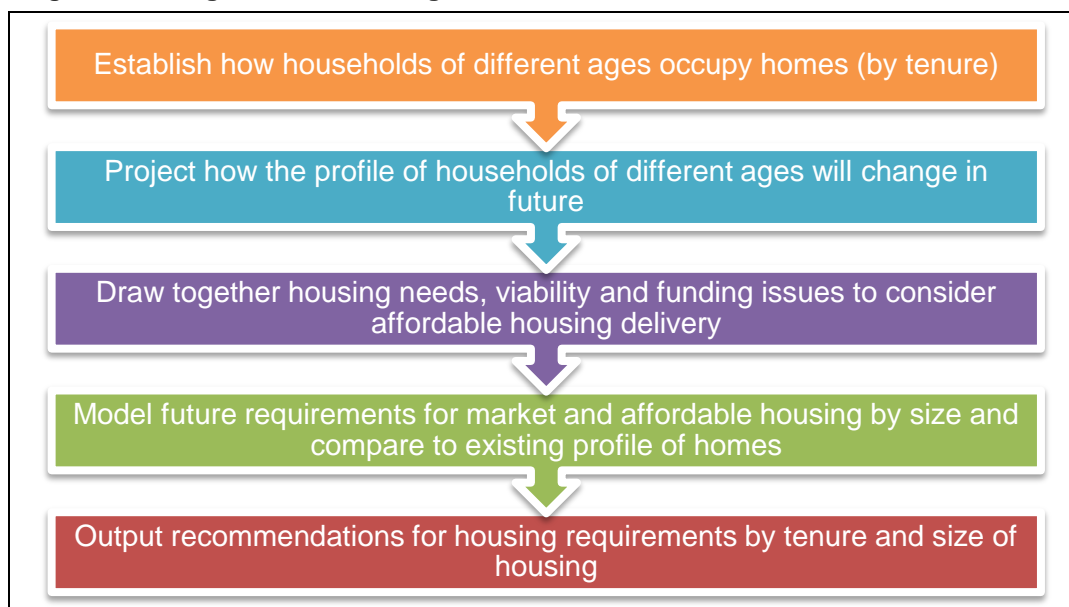 Establish how households of different ages occupy homes (by tenure)
Project how the profile of households of different ages will change in
future
Draw together housing needs, viability and funding issues to consider
affordable housing delivery
Model future requirements for market and affordable housing by size and
compare to existing profile of homes
Output recommendations for housing requirements by tenure and size of
housing